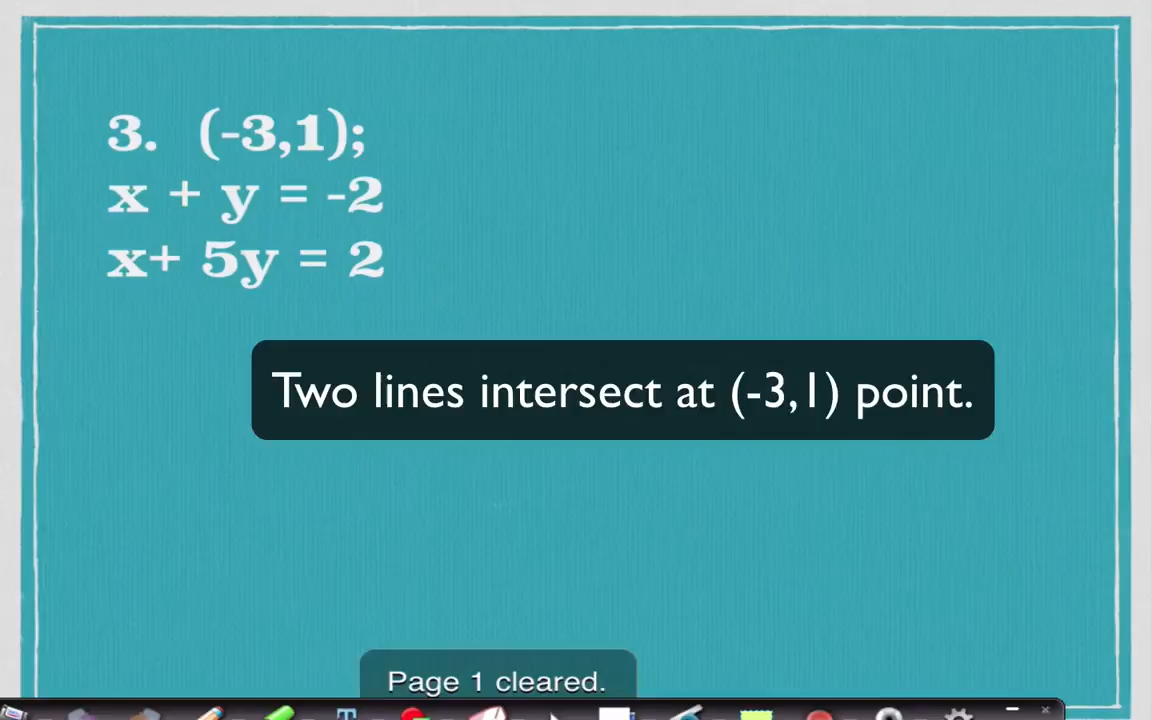 3. (-3,1);
x + y = -2
x+ 5y = 2
Two lines intersect at (-3,1) point.
Page 1 cleared.
T